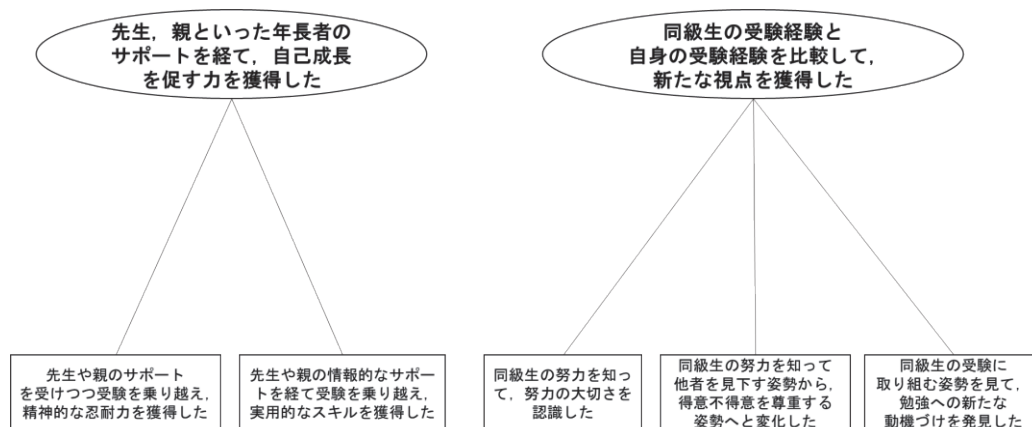 先生，親といった年長者の
サポートを経て，自己成長
を促す力を獲得した
同級生の受験経験と
自身の受験経験を比較して，
新たな視点を獲得した
先生や親のサポート
を受けつつ受験を乗り越え，
精神的な忍耐力を獲得した
先生や親の情報的なサポー
トを経て受験を乗り越え，
実用的なスキルを獲得した
同級生の努力を知っ
て，努力の大切さを
認識した
同級生の努力を知って
他者を見下す姿勢から，
得意不得意を尊重する
姿勢へと変化した
同級生の受験に
取り組む姿勢を見て，
勉強への新たな
動機づけを発見した